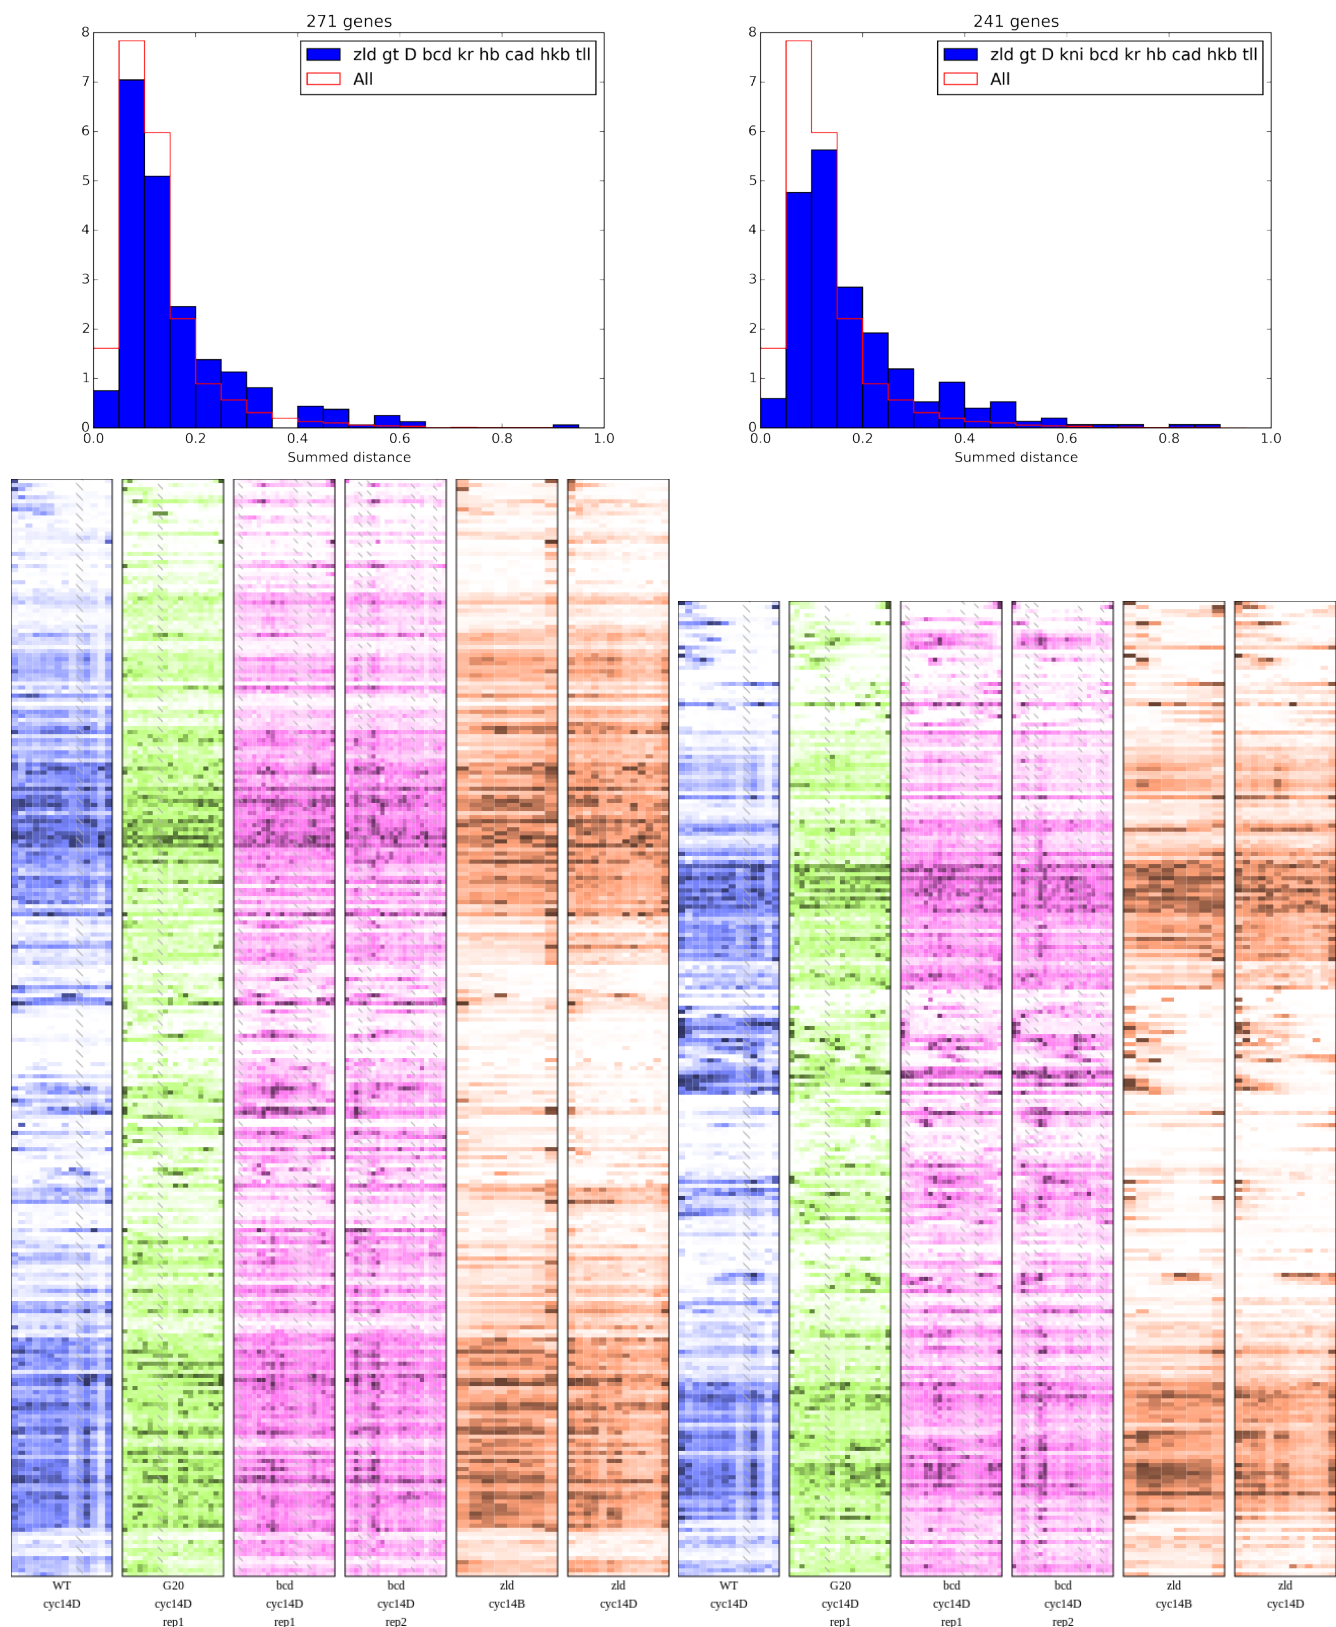 271 genes
8
7
6
5
4
3
2
1
0
zld gt D bcd kr hb cad hkb tll
All
0.0 0.2 0.4 0.6 0.8 1.0
Summed distance
241 genes
8
7
6
5
4
3
2
1
0
zld gt D kni bcd kr hb cad hkb tll
All
0.0 0.2 0.4 0.6 0.8 1.0
Summed distance
WT
cyc14D
G20
cyc14D
rep1
bcd
cyc14D
rep1
bcd
cyc14D
rep2
zld
cyc14B
zld
cyc14D
WT
cyc14D
G20
cyc14D
rep1
bcd
cyc14D
rep1
bcd
cyc14D
rep2
zld
cyc14B
zld
cyc14D